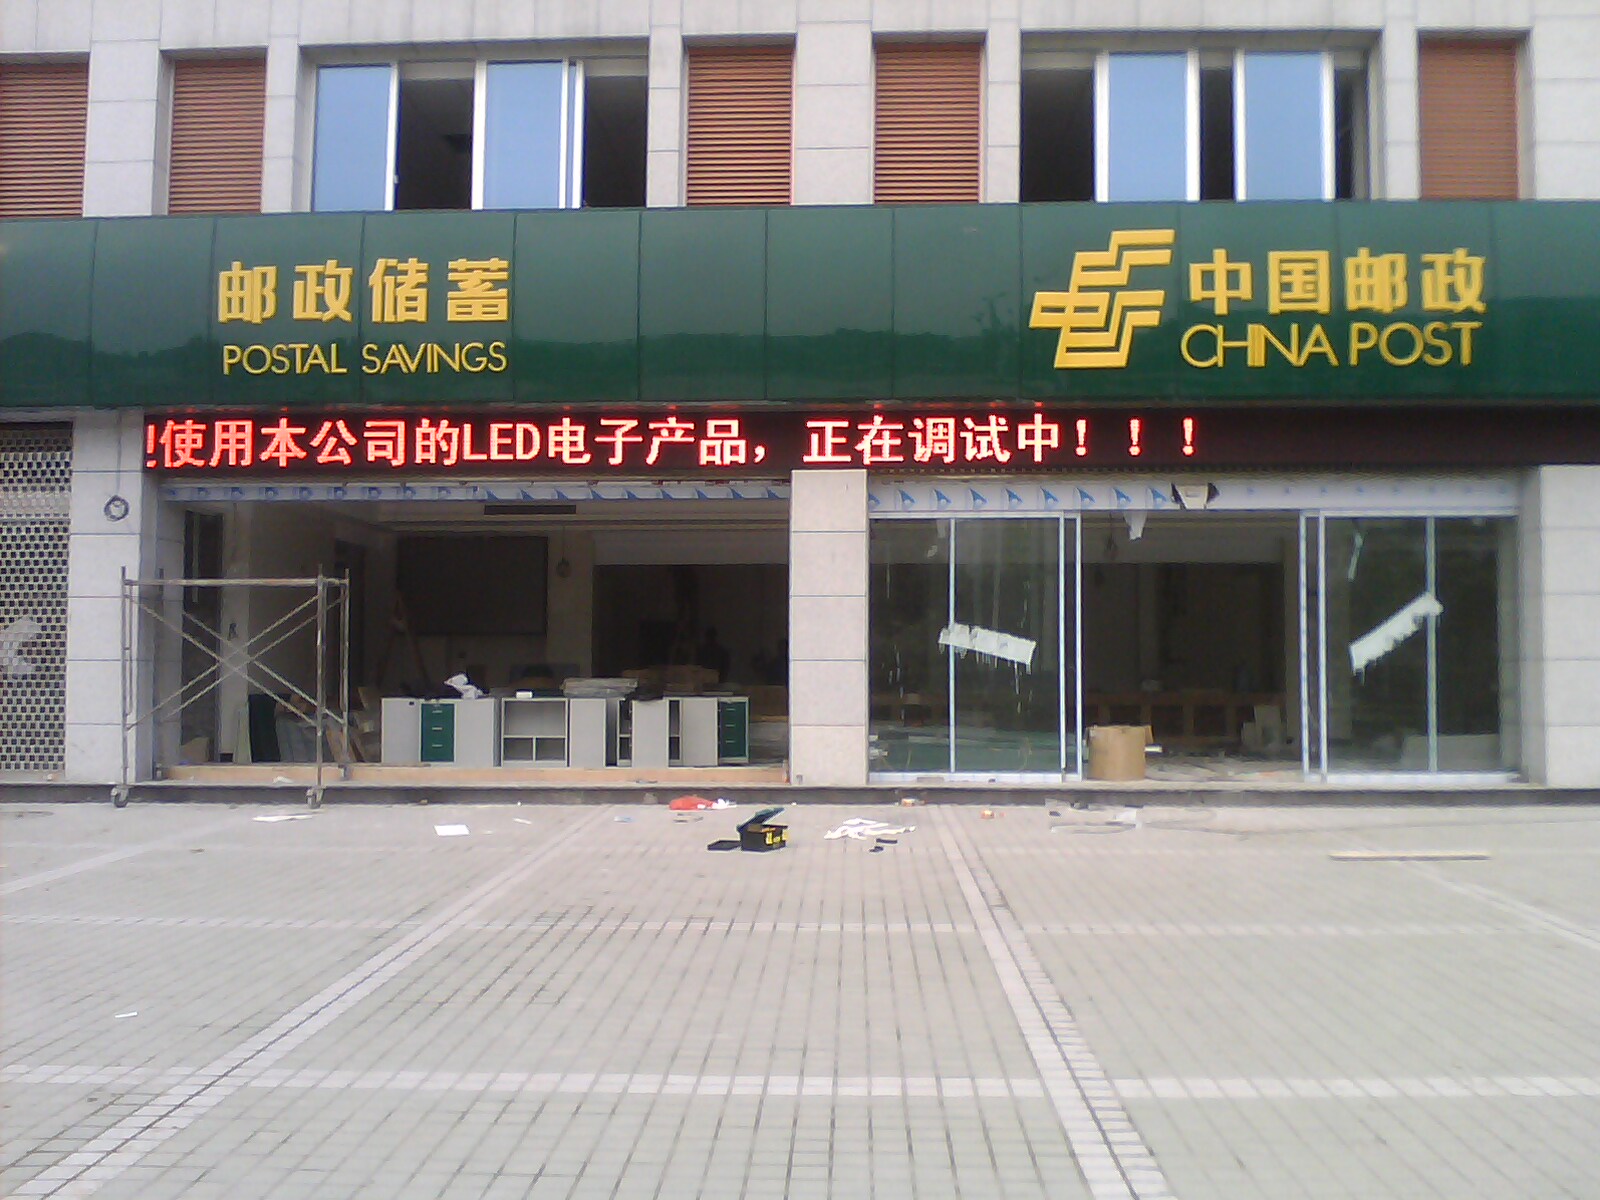 邮政储蓄
POSTAL SAVINGS
中国邮政
CHINA POST
!使用本公司的LED电子产品，正在调试中！！！